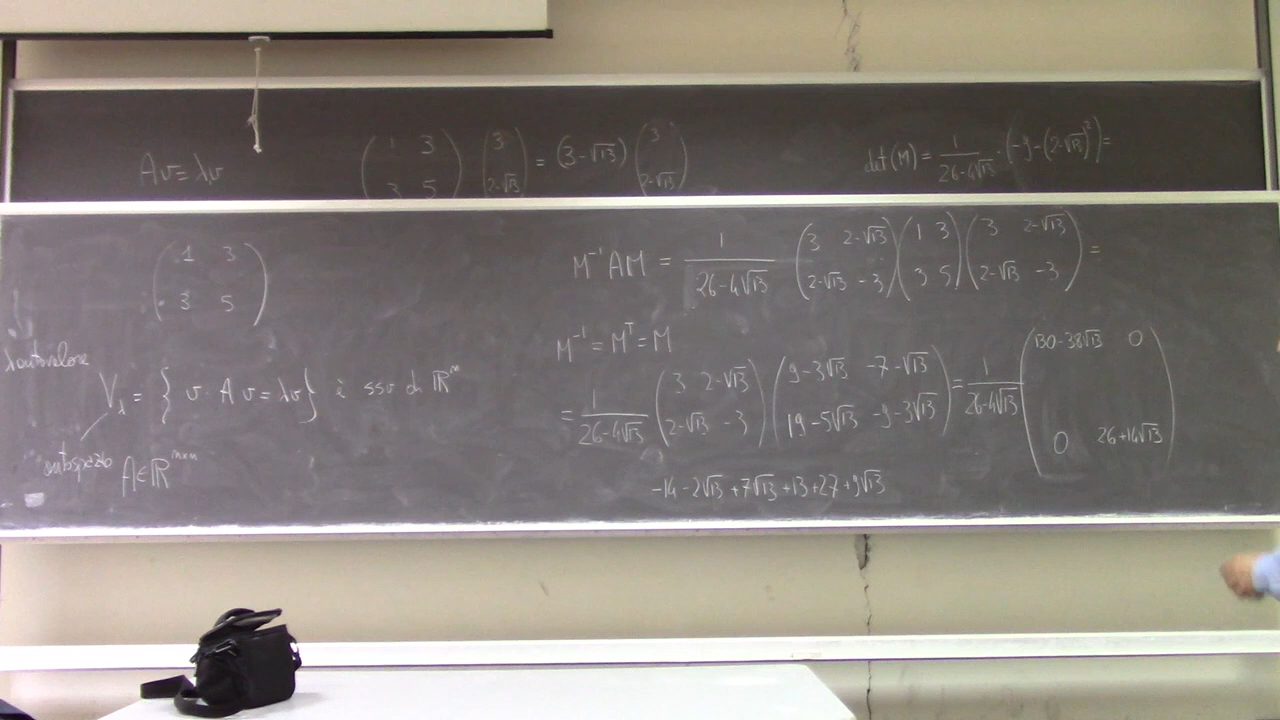 Av = λv
( 1 3 ; 3 5 ) ( 3 ; 2-√13 ) = (3-√13) ( 3 ; 2-√13 )
det(M) = 1/(26-4√13) · (-9-(2-√13)²) =
( 1 3 ; 3 5 )
λ autovalore
V_λ = { v · Av = λv } è ssv di ℝⁿ
autospazio A∈ℝⁿˣⁿ
M⁻¹AM = 1/(26-4√13) ( 3 2-√13 ; 2-√13 -3 ) ( 1 3 ; 3 5 ) ( 3 2-√13 ; 2-√13 -3 ) =
M⁻¹ = Mᵀ = M
= 1/(26-4√13) ( 3 2-√13 ; 2-√13 -3 ) ( 9-3√13 -7-√13 ; 19-5√13 -9-3√13 ) = 1/(26-4√13) ( 130-38√13 0 ; 0 26+14√13 )
-14-2√13+7√13+13+27+9√13